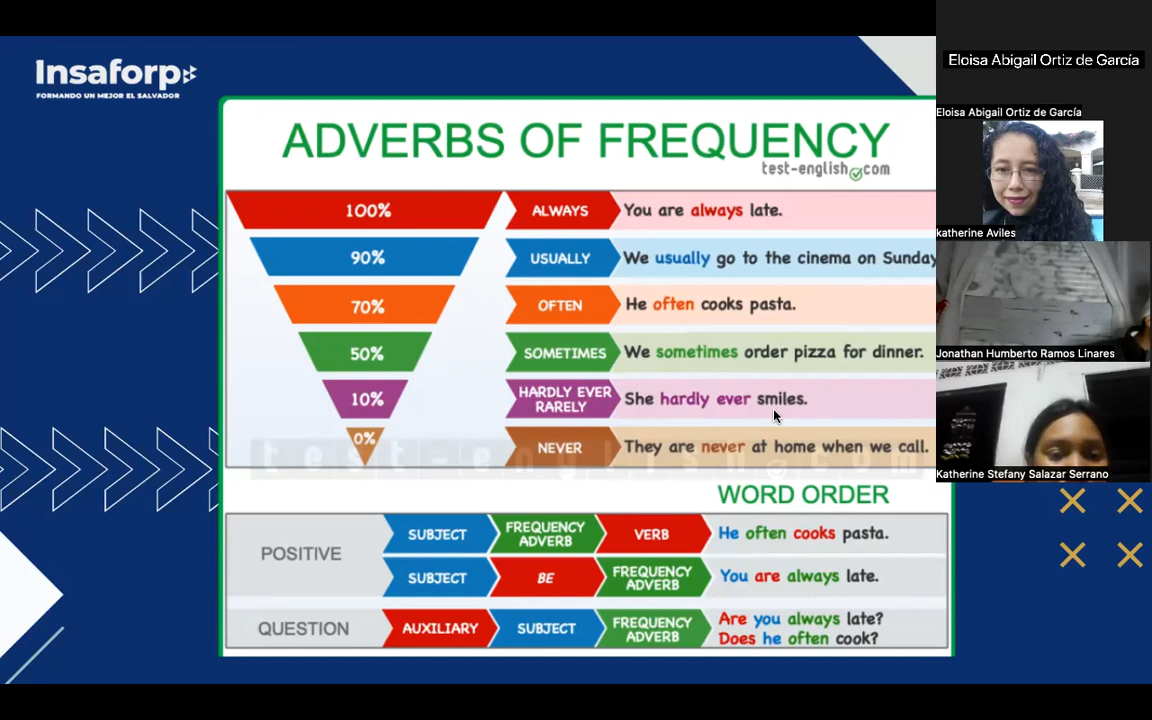 Insaforp
FORMANDO UN MEJOR EL SALVADOR
ADVERBS OF FREQUENCY
test-english.com
100% ALWAYS You are always late.
90% USUALLY We usually go to the cinema on Sunday
70% OFTEN He often cooks pasta.
50% SOMETIMES We sometimes order pizza for dinner.
10% HARDLY EVER RARELY She hardly ever smiles.
0% NEVER They are never at home when we call.
test-english.com
WORD ORDER
POSITIVE SUBJECT FREQUENCY ADVERB VERB He often cooks pasta.
SUBJECT BE FREQUENCY ADVERB You are always late.
QUESTION AUXILIARY SUBJECT FREQUENCY ADVERB Are you always late?
Does he often cook?
Eloisa Abigail Ortiz de García
Eloisa Abigail Ortiz de García
katherine Aviles
Jonathan Humberto Ramos Linares
Katherine Stefany Salazar Serrano